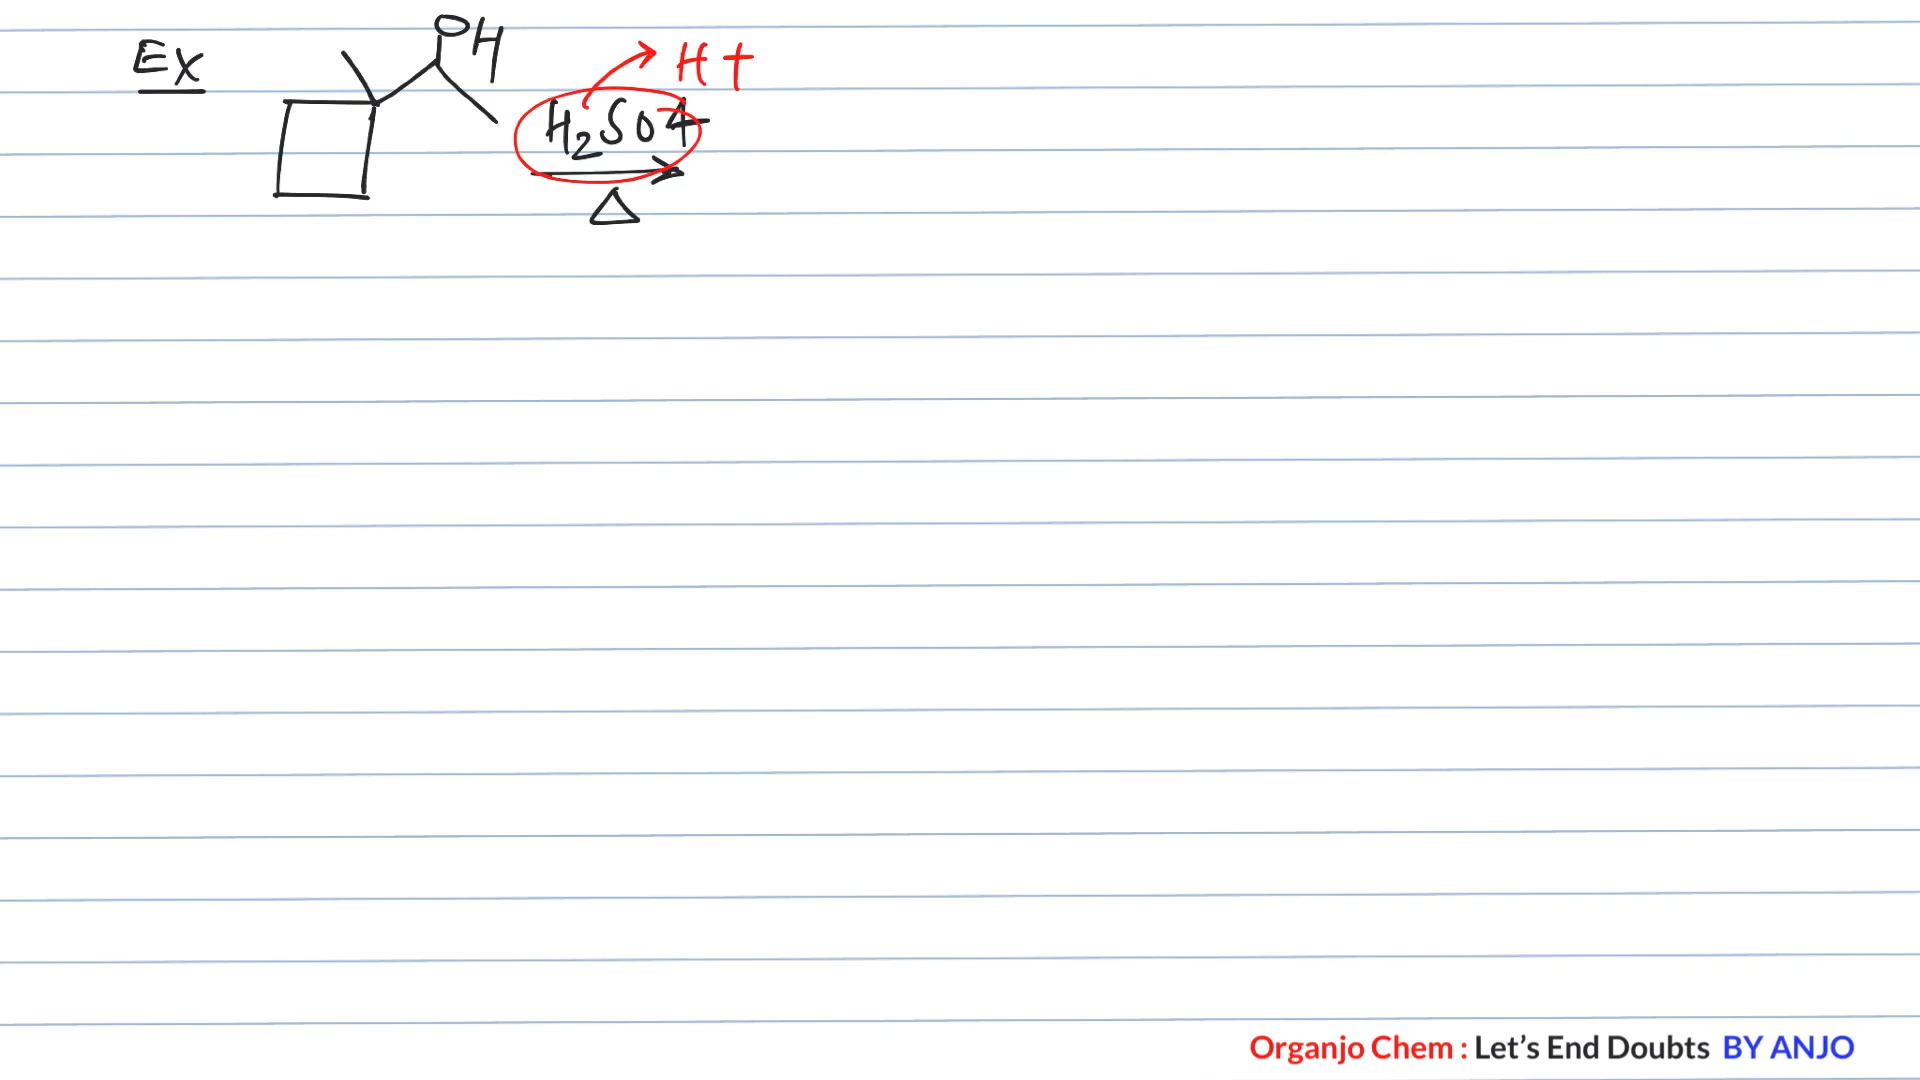 OH
Ex
H+
H2SO4
Δ
Organjo Chem : Let's End Doubts BY ANJO